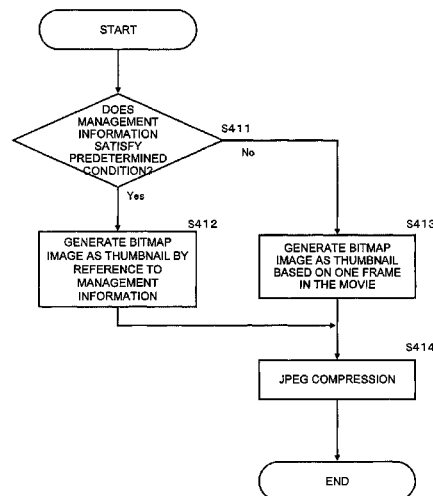 START
DOES
MANAGEMENT
INFORMATION
SATISFY
PREDETERMINED
CONDITION?
S411
No
Yes
S412
GENERATE BITMAP
IMAGE AS THUMBNAIL BY
REFERENCE TO
MANAGEMENT
INFORMATION
S413
GENERATE BITMAP
IMAGE AS THUMBNAIL
BASED ON ONE FRAME
IN THE MOVIE
S414
JPEG COMPRESSION
END